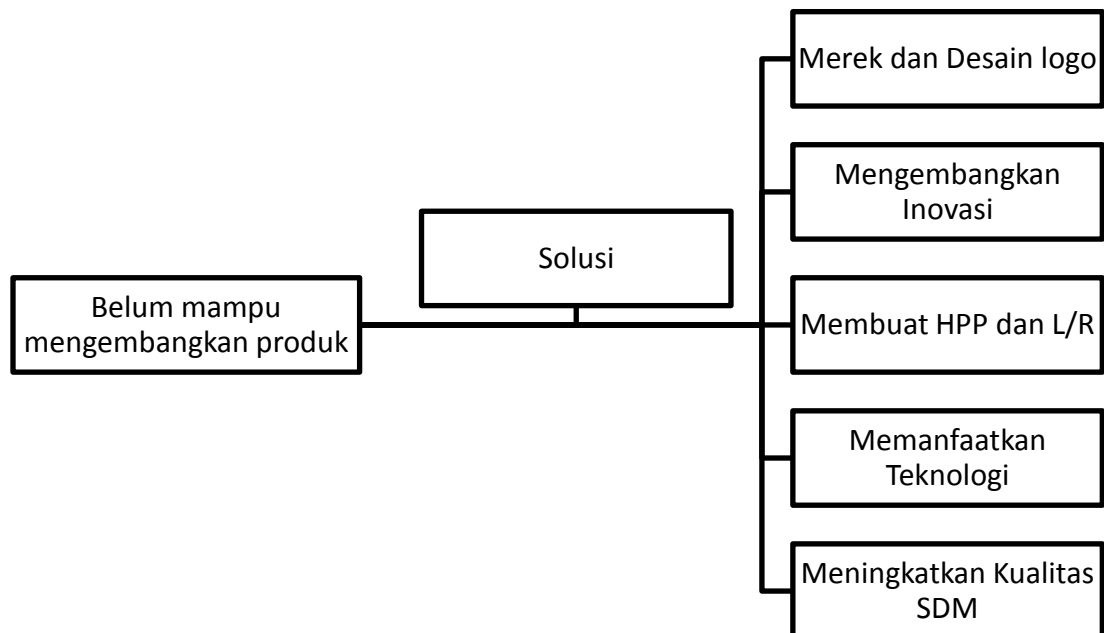 Belum mampu
mengembangkan produk
Solusi
Merek dan Desain logo
Mengembangkan
Inovasi
Membuat HPP dan L/R
Memanfaatkan
Teknologi
Meningkatkan Kualitas
SDM